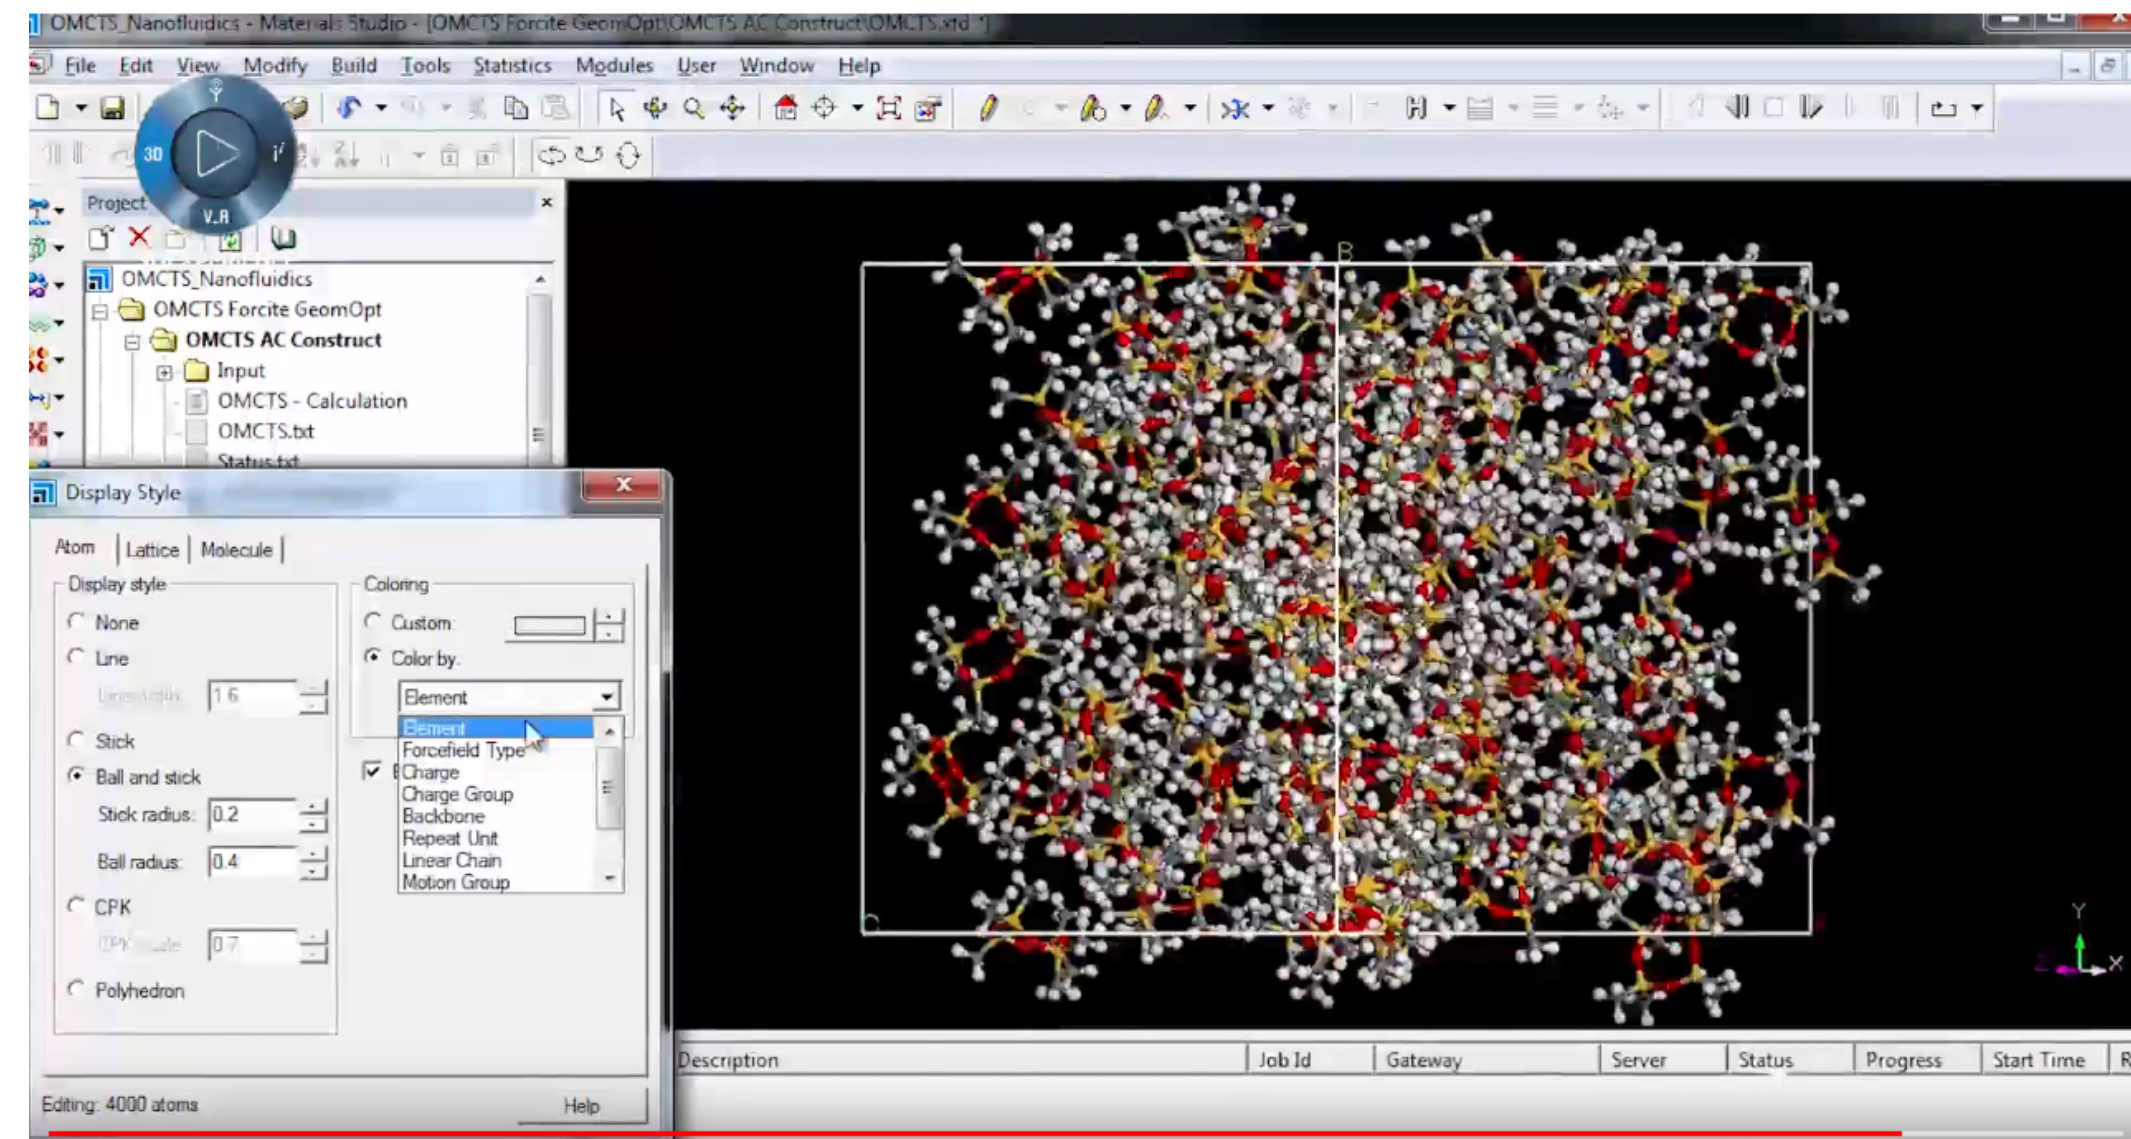 OMCTS_Nanofluidics - Materials Studio - [OMCTS Forcite GeomOpt\OMCTS AC Construct\OMCTS.xtd *]
File Edit View Modify Build Tools Statistics Modules User Window Help
3D
i
V.R
Project
OMCTS_Nanofluidics
OMCTS Forcite GeomOpt
OMCTS AC Construct
Input
OMCTS - Calculation
OMCTS.txt
Status.txt
Display Style
Atom Lattice Molecule
Display style
None
Line
Line width: 1.6
Stick
Ball and stick
Stick radius: 0.2
Ball radius: 0.4
CPK
CPK scale: 0.7
Polyhedron
Coloring
Custom
Color by:
Element
Element
Forcefield Type
Charge
Charge Group
Backbone
Repeat Unit
Linear Chain
Motion Group
Editing: 4000 atoms
Help
B
C
Y
Z
X
Description Job Id Gateway Server Status Progress Start Time R